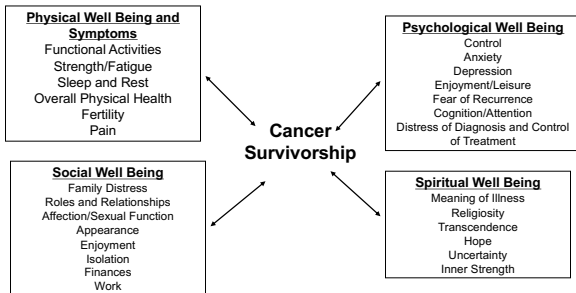 Physical Well Being and
Symptoms
Functional Activities
Strength/Fatigue
Sleep and Rest
Overall Physical Health
Fertility
Pain
Psychological Well Being
Control
Anxiety
Depression
Enjoyment/Leisure
Fear of Recurrence
Cognition/Attention
Distress of Diagnosis and Control
of Treatment
Cancer
Survivorship
Social Well Being
Family Distress
Roles and Relationships
Affection/Sexual Function
Appearance
Enjoyment
Isolation
Finances
Work
Spiritual Well Being
Meaning of Illness
Religiosity
Transcendence
Hope
Uncertainty
Inner Strength